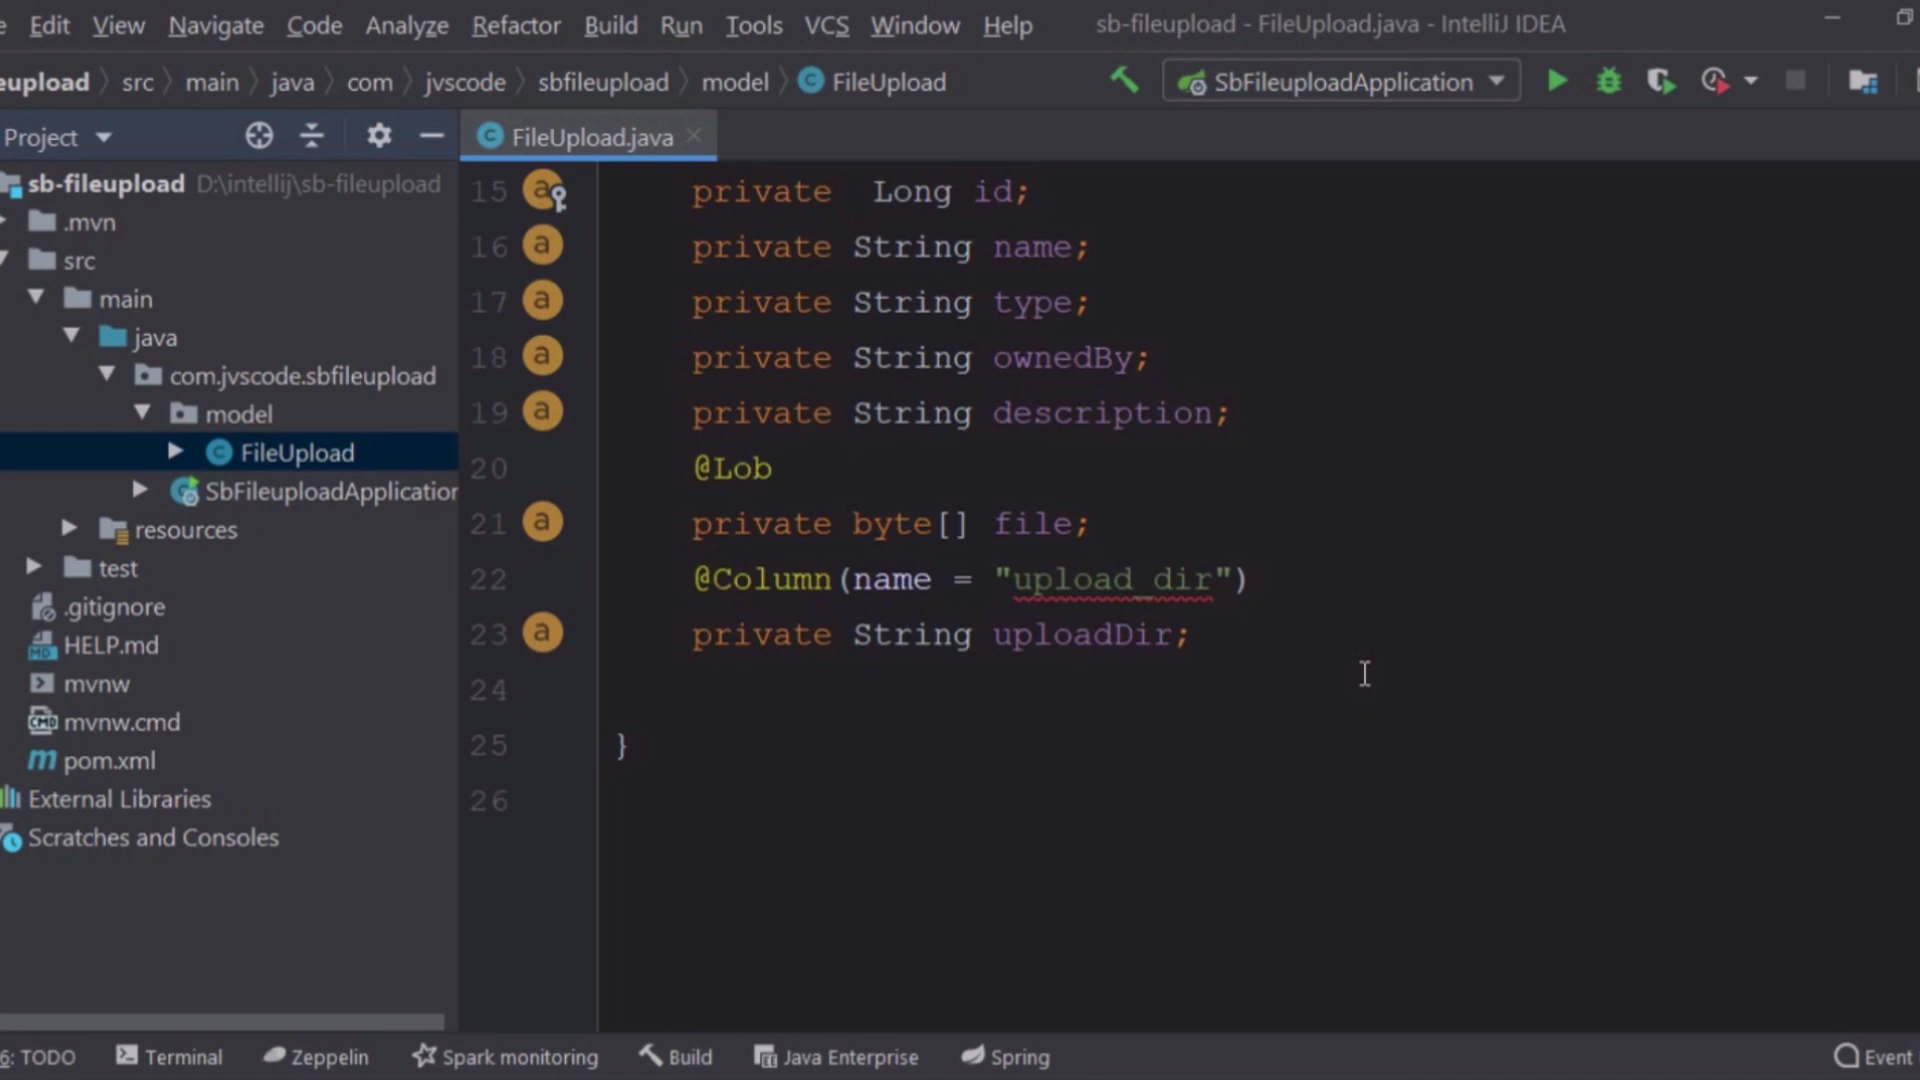 Edit View Navigate Code Analyze Refactor Build Run Tools VCS Window Help sb-fileupload - FileUpload.java - IntelliJ IDEA
eupload src main java com jvscode sbfileupload model FileUpload SbFileuploadApplication
Project FileUpload.java
sb-fileupload D:\intellij\sb-fileupload
.mvn
src
main
java
com.jvscode.sbfileupload
model
FileUpload
SbFileuploadApplication
resources
test
.gitignore
HELP.md
mvnw
mvnw.cmd
pom.xml
External Libraries
Scratches and Consoles
15 private  Long id;
16 private String name;
17 private String type;
18 private String ownedBy;
19 private String description;
20 @Lob
21 private byte[] file;
22 @Column(name = "upload_dir")
23 private String uploadDir;
24
25 }
26
6: TODO Terminal Zeppelin Spark monitoring Build Java Enterprise Spring Event